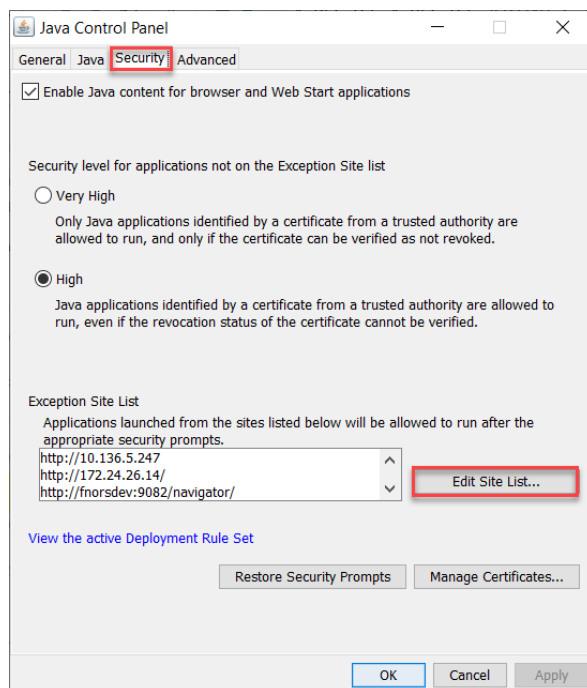 Java Control Panel
General Java Security Advanced
Enable Java content for browser and Web Start applications
Security level for applications not on the Exception Site list
Very High
Only Java applications identified by a certificate from a trusted authority are
allowed to run, and only if the certificate can be verified as not revoked.
High
Java applications identified by a certificate from a trusted authority are allowed to
run, even if the revocation status of the certificate cannot be verified.
Exception Site List
Applications launched from the sites listed below will be allowed to run after the
appropriate security prompts.
http://10.136.5.247
http://172.24.26.14/
http://fnorsdev:9082/navigator/
Edit Site List...
View the active Deployment Rule Set
Restore Security Prompts Manage Certificates...
OK Cancel Apply